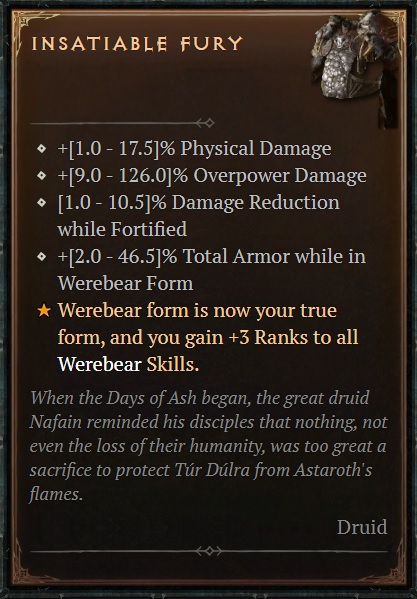 INSATIABLE FURY
+[1.0 - 17.5]% Physical Damage
+[9.0 - 126.0]% Overpower Damage
[1.0 - 10.5]% Damage Reduction
while Fortified
+[2.0 - 46.5]% Total Armor while in
Werebear Form
Werebear form is now your true
form, and you gain +3 Ranks to all
Werebear Skills.
When the Days of Ash began, the great druid
Nafain reminded his disciples that nothing, not
even the loss of their humanity, was too great a
sacrifice to protect Túr Dúlra from Astaroth's
flames.
Druid